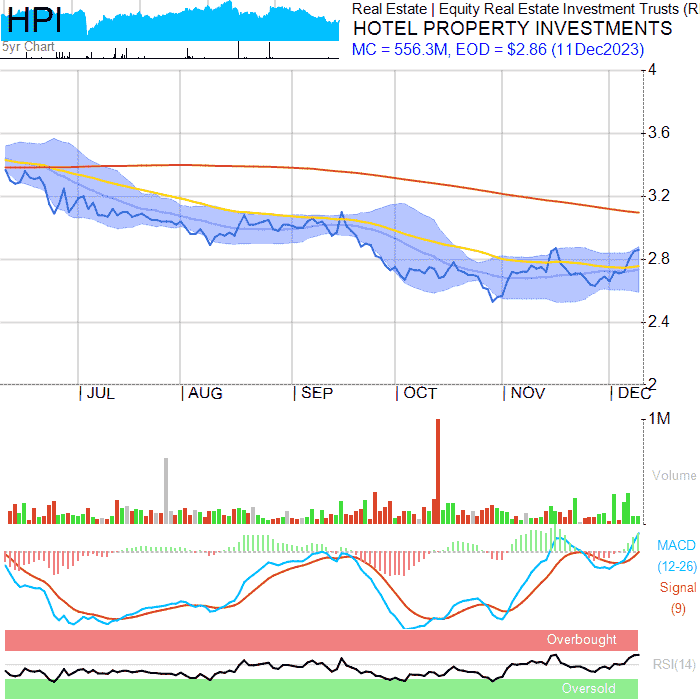 HPI
5yr Chart
Real Estate | Equity Real Estate Investment Trusts (R
HOTEL PROPERTY INVESTMENTS
MC = 556.3M, EOD = $2.86 (11Dec2023)
4
3.6
3.2
2.8
2.4
2
JUL AUG SEP OCT NOV DEC
1M
Volume
MACD
(12-26)
Signal
(9)
Overbought
RSI(14)
Oversold